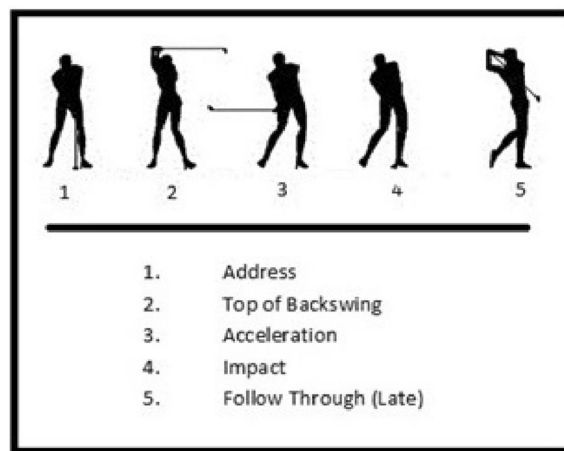 1 2 3 4 5
1. Address
2. Top of Backswing
3. Acceleration
4. Impact
5. Follow Through (Late)